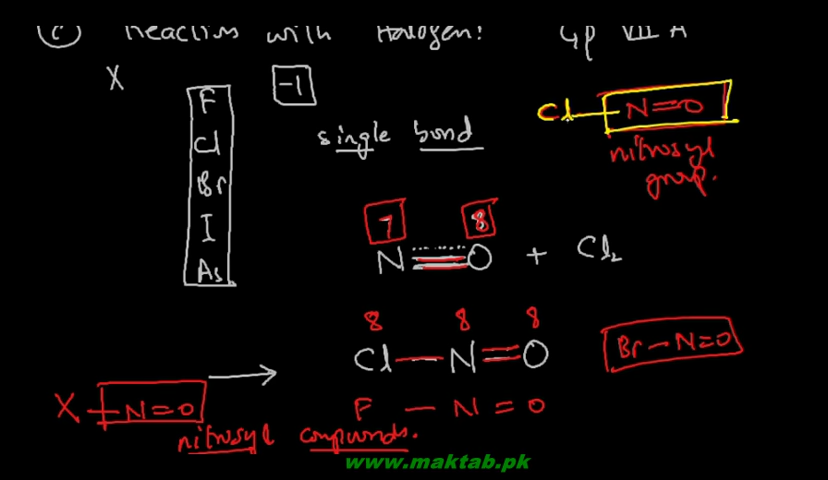 (c) Reaction with Halogen: Gp VII A
X -1
F
Cl
Br
I
As
single bond
Cl—N=O
nitrosyl
group.
7 8
N=O + Cl₂
8 8 8
Cl—N=O
Br—N=O
X—N=O
F—N=O
nitrosyl compounds.
www.maktab.pk